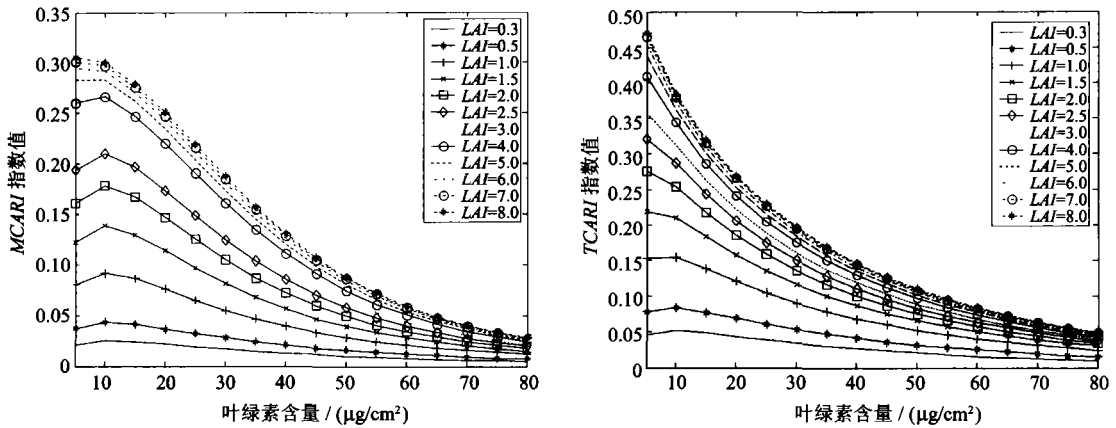 MCARI 指数值
0.35
0.30
0.25
0.20
0.15
0.10
0.05
0
10
20
30
40
50
60
70
80
叶绿素含量 / (μg/cm²)
LAI=0.3
LAI=0.5
LAI=1.0
LAI=1.5
LAI=2.0
LAI=2.5
LAI=3.0
LAI=4.0
LAI=5.0
LAI=6.0
LAI=7.0
LAI=8.0
TCARI 指数值
0.50
0.45
0.40
0.35
0.30
0.25
0.20
0.15
0.10
0.05
0
10
20
30
40
50
60
70
80
叶绿素含量 / (μg/cm²)
LAI=0.3
LAI=0.5
LAI=1.0
LAI=1.5
LAI=2.0
LAI=2.5
LAI=3.0
LAI=4.0
LAI=5.0
LAI=6.0
LAI=7.0
LAI=8.0